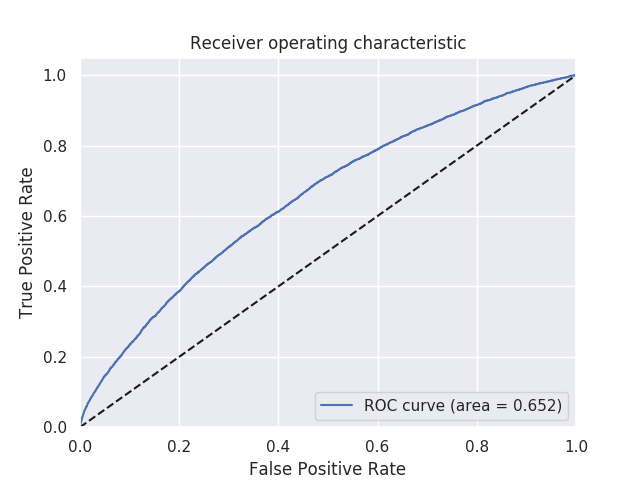 Receiver operating characteristic
1.0
0.8
0.6
0.4
0.2
0.0
True Positive Rate
ROC curve (area = 0.652)
0.0 0.2 0.4 0.6 0.8 1.0
False Positive Rate